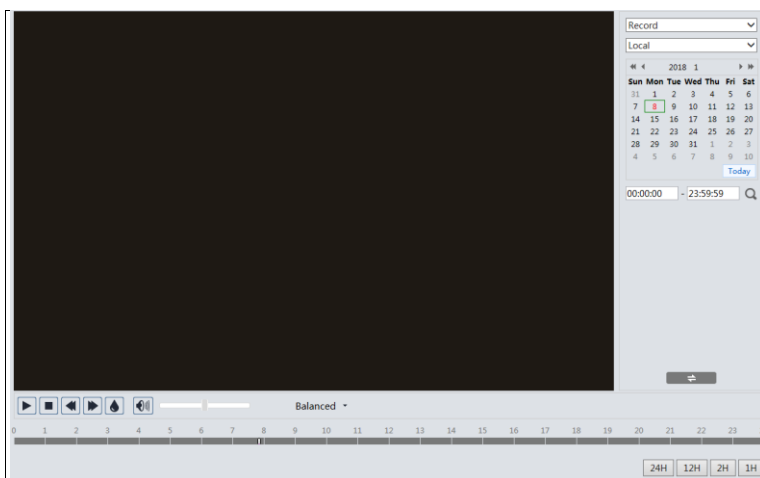 Record
Local
2018 1
Sun Mon Tue Wed Thu Fri Sat
31 1 2 3 4 5 6
7 8 9 10 11 12 13
14 15 16 17 18 19 20
21 22 23 24 25 26 27
28 29 30 31 1 2 3
4 5 6 7 8 9 10
Today
00:00:00 - 23:59:59
Balanced
0 1 2 3 4 5 6 7 8 9 10 11 12 13 14 15 16 17 18 19 20 21 22 23
24H 12H 2H 1H